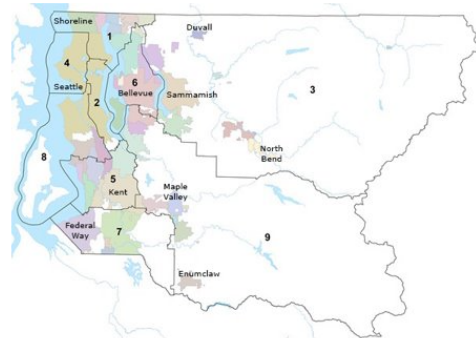 Shoreline
1
Duvall
4
6
3
Seattle
2
Bellevue
Sammamish
8
North
Bend
5
Kent
Maple
Valley
Federal
Way
7
9
Enumclaw